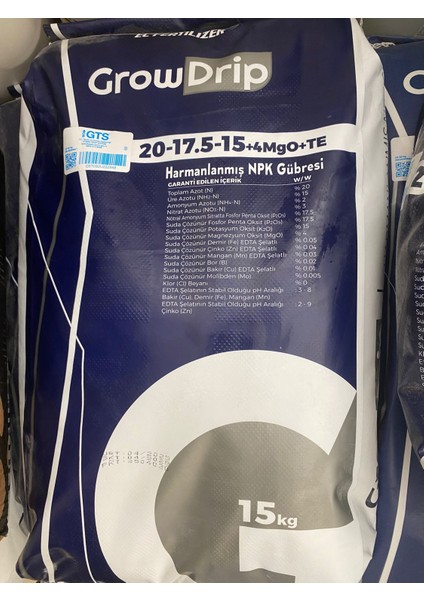 EC FERTILIZER
GrowDrip
GTS
20-17.5-15+4MgO+TE
Harmanlanmış NPK Gübresi
GARANTİ EDİLEN İÇERİK W/W
Toplam Azot (N) % 20
Üre Azotu (NH₂-N) % 15
Amonyum Azotu (NH₄-N) % 2
Nitrat Azotu (NO₃-N) % 3
Nitral Amonyum Sitratta Fosfor Penta Oksit (P₂O₅) % 17.5
Suda Çözünür Fosfor Penta Oksit (P₂O₅) % 17.5
Suda Çözünür Potasyum Oksit (K₂O) % 15
Suda Çözünür Magnezyum Oksit (MgO) % 4
Suda Çözünür Demir (Fe) EDTA Şelatlı % 0.05
Suda Çözünür Çinko (Zn) EDTA Şelatlı % 0.04
Suda Çözünür Mangan (Mn) EDTA Şelatlı % 0.03
Suda Çözünür Bor (B) % 0.02
Suda Çözünür Bakır (Cu) EDTA Şelatlı % 0.01
Suda Çözünür Molibden (Mo) % 0.005
Klor (Cl) Beyanı % 0
EDTA Şelatının Stabil Olduğu pH Aralığı 3 - 8
Bakır (Cu), Demir (Fe), Mangan (Mn)
EDTA Şelatının Stabil Olduğu pH Aralığı 2 - 9
Çinko (Zn)
15kg